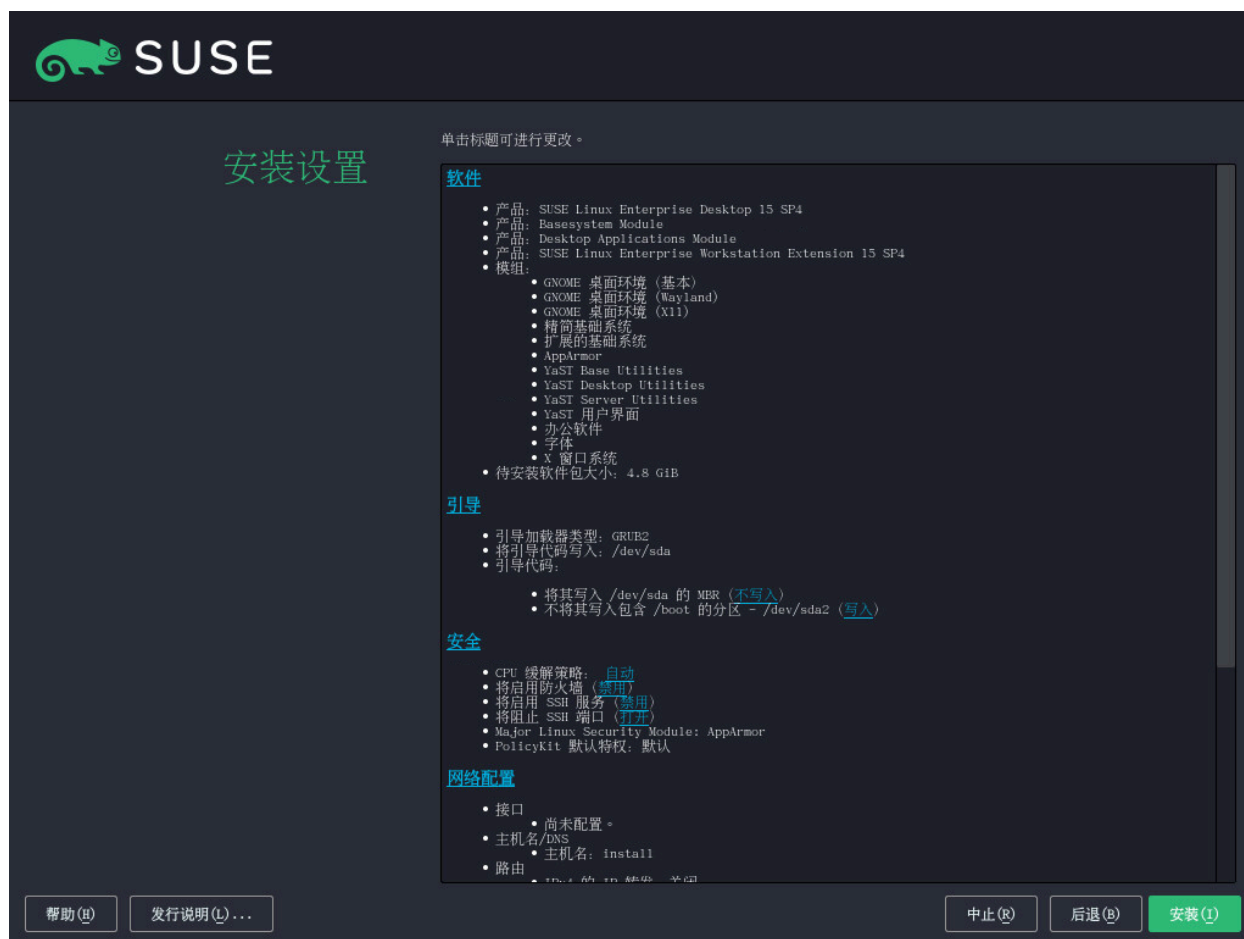 SUSE
安装设置
单击标题可进行更改。
软件
• 产品: SUSE Linux Enterprise Desktop 15 SP4
• 产品: Basesystem Module
• 产品: Desktop Applications Module
• 产品: SUSE Linux Enterprise Workstation Extension 15 SP4
• 模组:
• GNOME 桌面环境 (基本)
• GNOME 桌面环境 (Wayland)
• GNOME 桌面环境 (X11)
• 精简基础系统
• 扩展的基础系统
• AppArmor
• YaST Base Utilities
• YaST Desktop Utilities
• YaST Server Utilities
• YaST 用户界面
• 办公软件
• 字体
• X 窗口系统
• 待安装软件包大小: 4.8 GiB
引导
• 引导加载器类型: GRUB2
• 将引导代码写入: /dev/sda
• 引导代码:
• 将其写入 /dev/sda 的 MBR (不写入)
• 不将其写入包含 /boot 的分区 - /dev/sda2 (写入)
安全
• CPU 缓解策略: 自动
• 将启用防火墙 (禁用)
• 将启用 SSH 服务 (禁用)
• 将阻止 SSH 端口 (打开)
• Major Linux Security Module: AppArmor
• PolicyKit 默认特权: 默认
网络配置
• 接口
• 尚未配置。
• 主机名/DNS
• 主机名: install
• 路由
• IPv4 的 IP 转发: 关闭
帮助(H)
发行说明(L)...
中止(R)
后退(B)
安装(I)